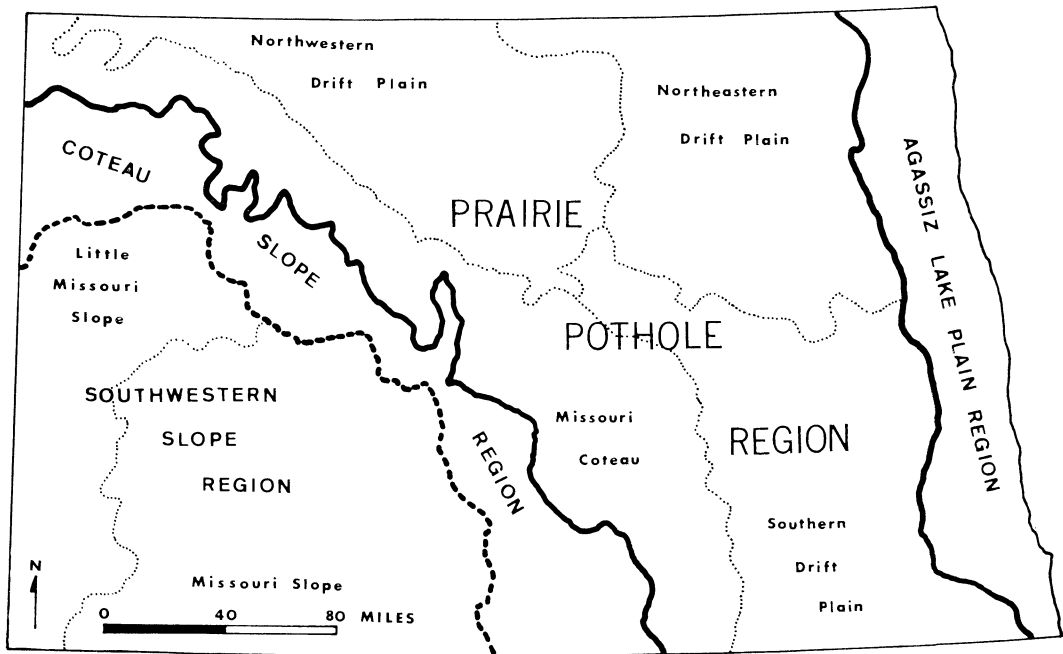 Northwestern
Drift Plain
Northeastern
Drift Plain
COTEAU
SLOPE
REGION
PRAIRIE
POTHOLE
REGION
AGASSIZ LAKE PLAIN REGION
Little
Missouri
Slope
SOUTHWESTERN
SLOPE
REGION
Missouri
Coteau
Southern
Drift
Plain
Missouri Slope
N
0 40 80 MILES